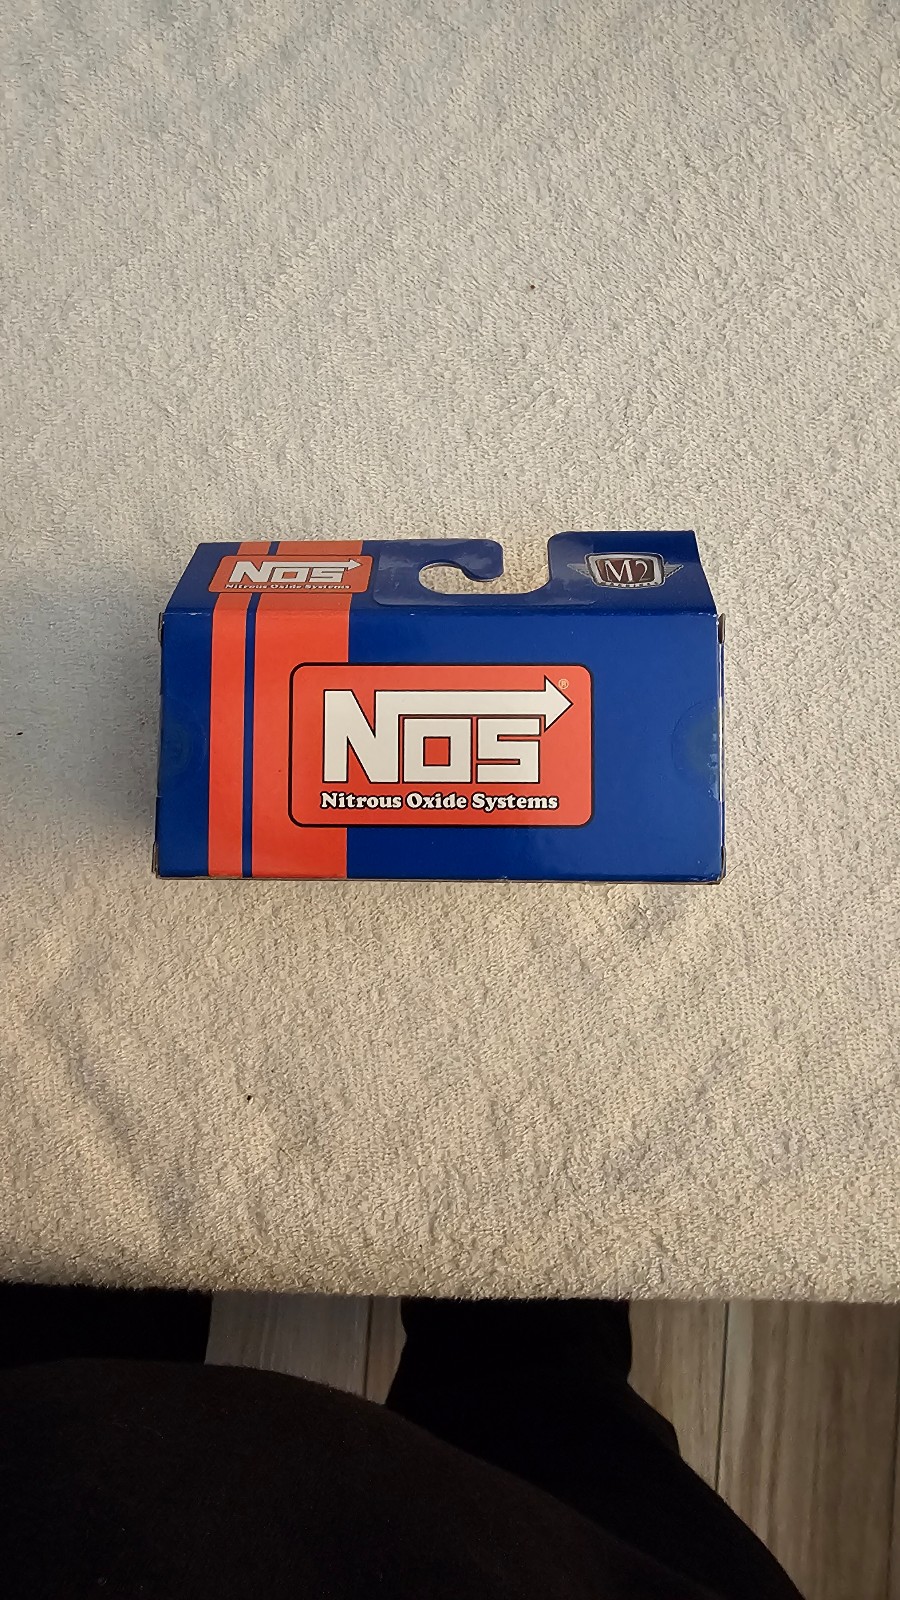 NOS
Nitrous Oxide Systems
M2
NOS®
Nitrous Oxide Systems